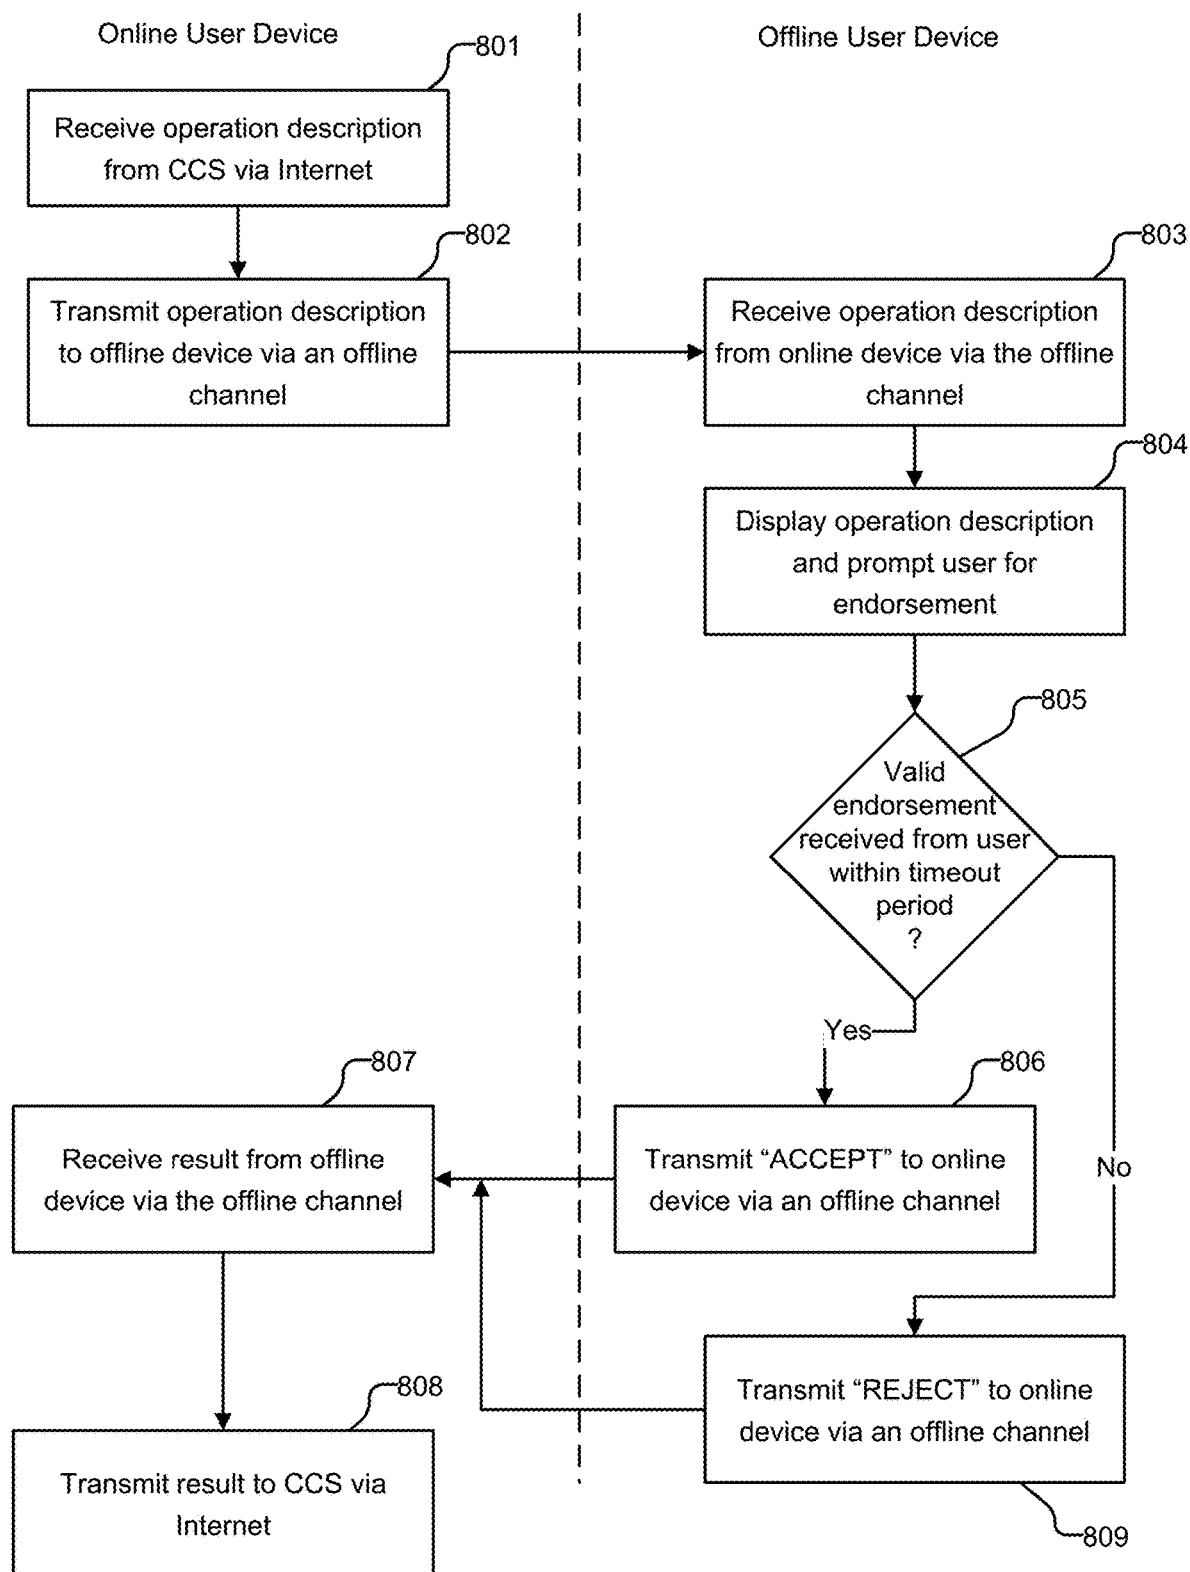 Online User Device
Offline User Device
801
Receive operation description
from CCS via Internet
802
Transmit operation description
to offline device via an offline
channel
803
Receive operation description
from online device via the offline
channel
804
Display operation description
and prompt user for
endorsement
805
Valid
endorsement
received from user
within timeout
period
?
Yes
No
806
Transmit “ACCEPT” to online
device via an offline channel
807
Receive result from offline
device via the offline channel
808
Transmit result to CCS via
Internet
Transmit “REJECT” to online
device via an offline channel
809